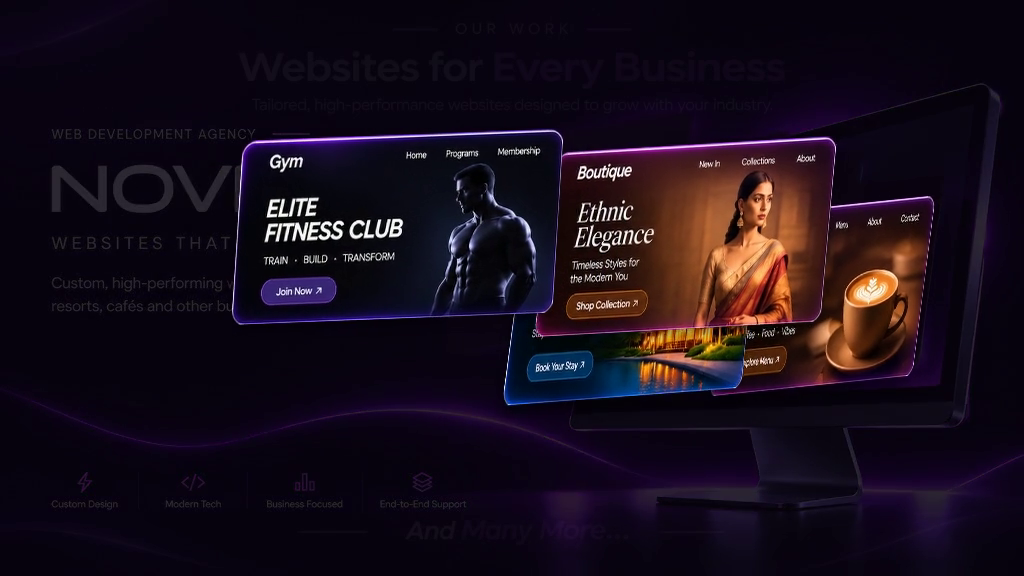 OUR WORK
Websites for Every Business
Tailored, high-performance websites designed to grow with your industry
WEB DEVELOPMENT AGENCY
WEBSITES THAT
Custom, high-performing
resorts, cafés and other
Gym
Home Programs Membership
ELITE
FITNESS CLUB
TRAIN · BUILD · TRANSFORM
Join Now ↗
Boutique
New In Collections About
Ethnic
Elegance
Timeless Styles for
the Modern You
Shop Collection ↗
Menu About Contact
· Food · Vibes
Menu ↗
Book Your Stay ↗
Custom Design
Modern Tech
Business Focused
End-to-End Support
And Many More...